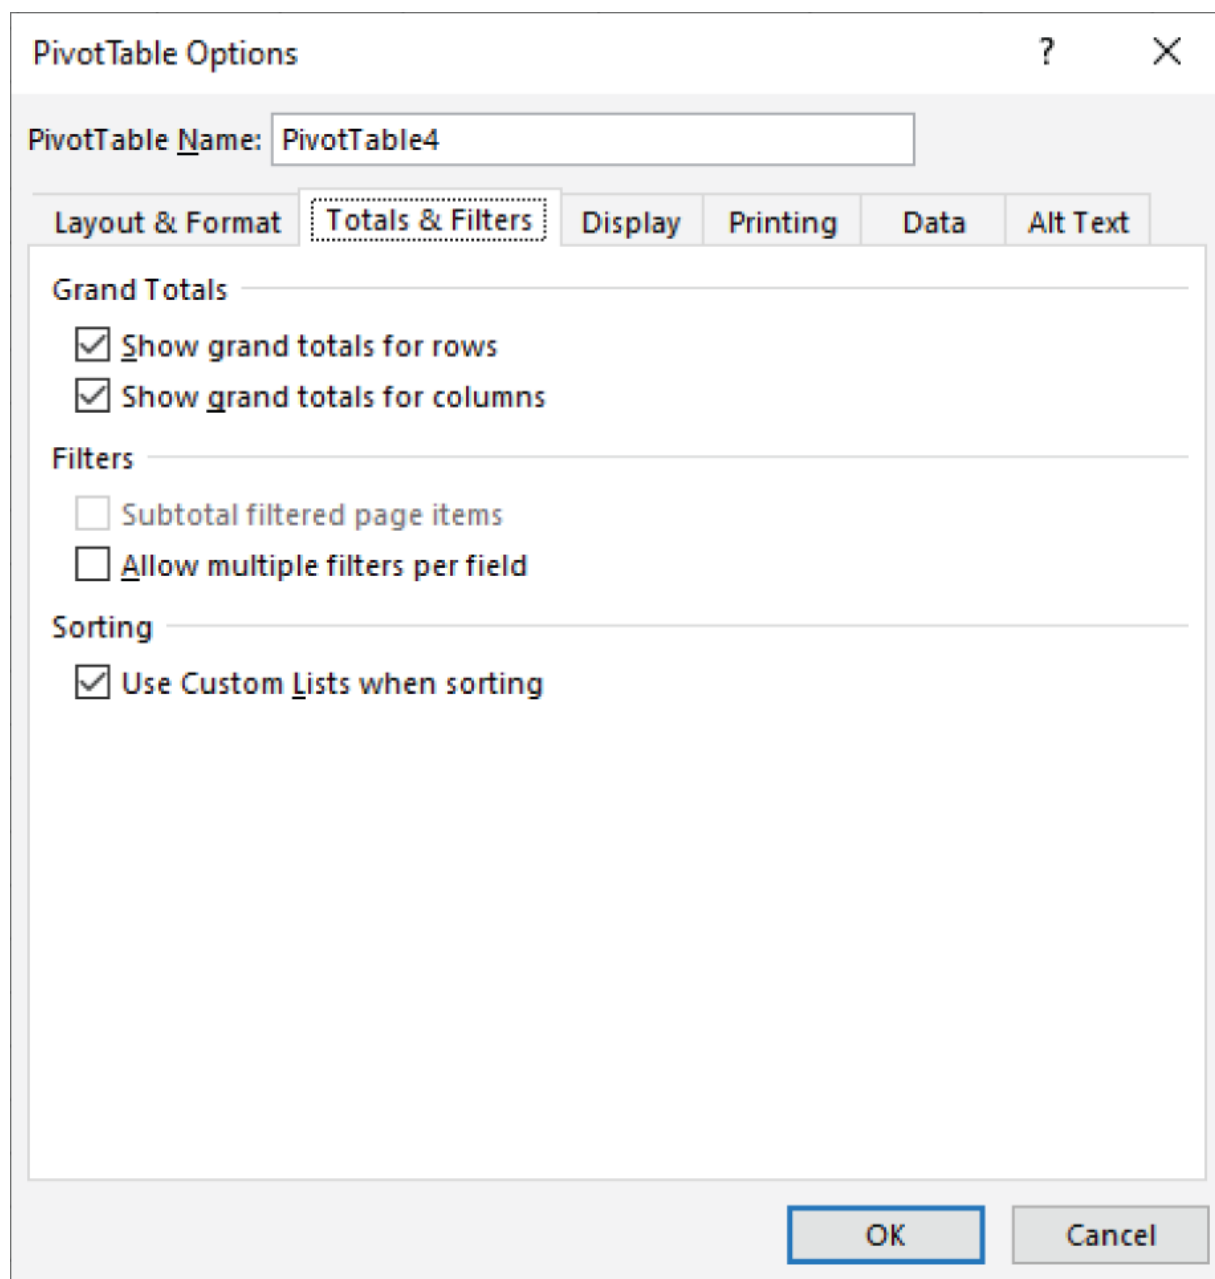 PivotTable Options ?
PivotTable Name: PivotTable4
Layout & Format Totals & Filters Display Printing Data Alt Text
Grand Totals
Show grand totals for rows
Show grand totals for columns
Filters
Subtotal filtered page items
Allow multiple filters per field
Sorting
Use Custom Lists when sorting
OK Cancel